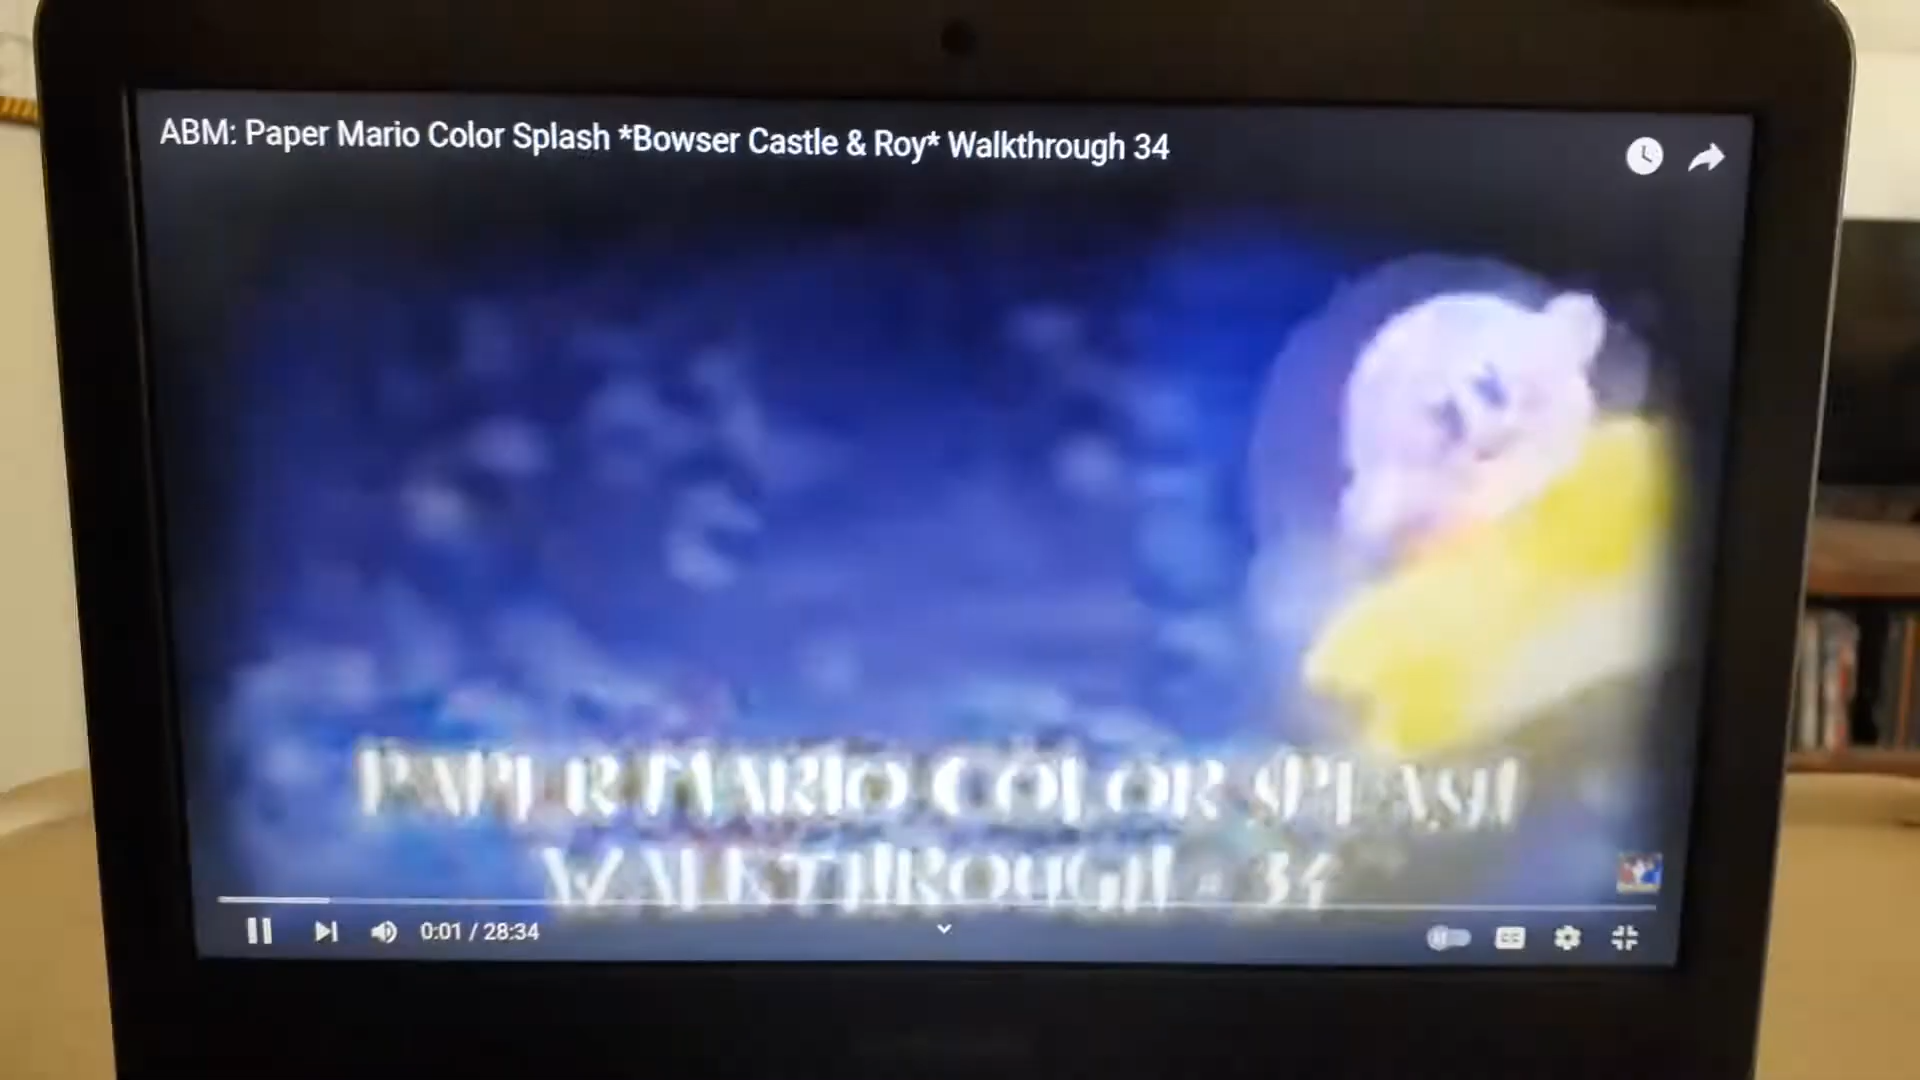 ABM: Paper Mario Color Splash *Bowser Castle & Roy* Walkthrough 34
PAPER MARIO COLOR SPLASH
WALKTHROUGH - 34
0:01 / 28:34
CC